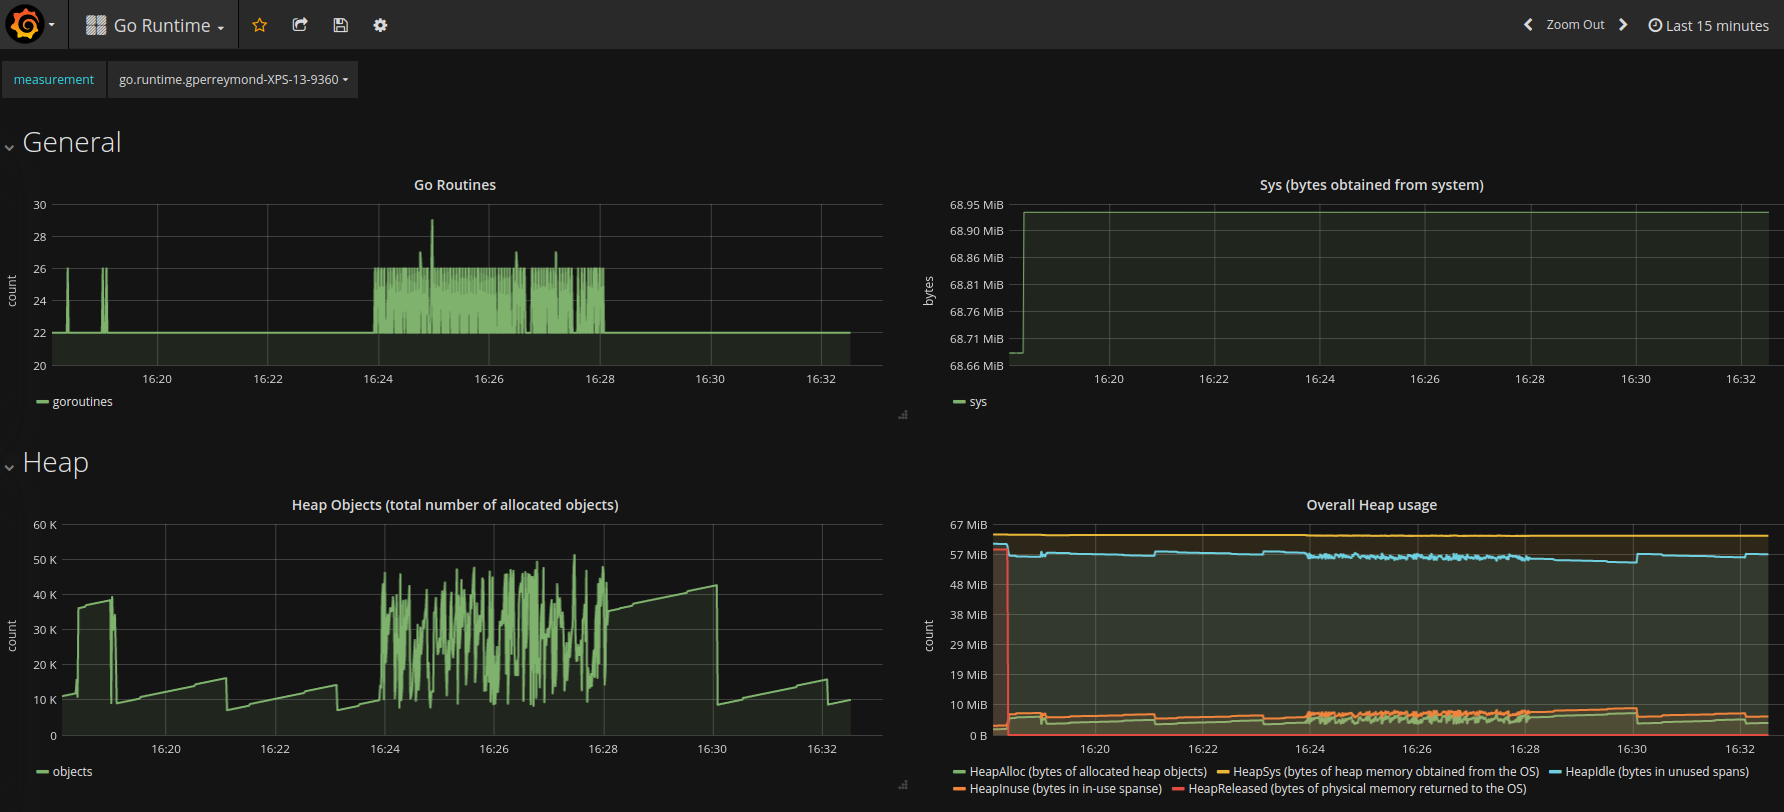 Go Runtime
Zoom Out
Last 15 minutes
measurement
go.runtime.gperreymond-XPS-13-9360
General
Go Routines
30
28
26
24
22
20
count
16:20 16:22 16:24 16:26 16:28 16:30 16:32
goroutines
Sys (bytes obtained from system)
68.95 MiB
68.90 MiB
68.86 MiB
68.81 MiB
68.76 MiB
68.71 MiB
68.66 MiB
bytes
16:20 16:22 16:24 16:26 16:28 16:30 16:32
sys
Heap
Heap Objects (total number of allocated objects)
60 K
50 K
40 K
30 K
20 K
10 K
0
count
16:20 16:22 16:24 16:26 16:28 16:30 16:32
objects
Overall Heap usage
67 MiB
57 MiB
48 MiB
38 MiB
29 MiB
19 MiB
10 MiB
0 B
count
16:20 16:22 16:24 16:26 16:28 16:30 16:32
HeapAlloc (bytes of allocated heap objects) HeapSys (bytes of heap memory obtained from the OS) HeapIdle (bytes in unused spans)
HeapInuse (bytes in in-use spanse) HeapReleased (bytes of physical memory returned to the OS)